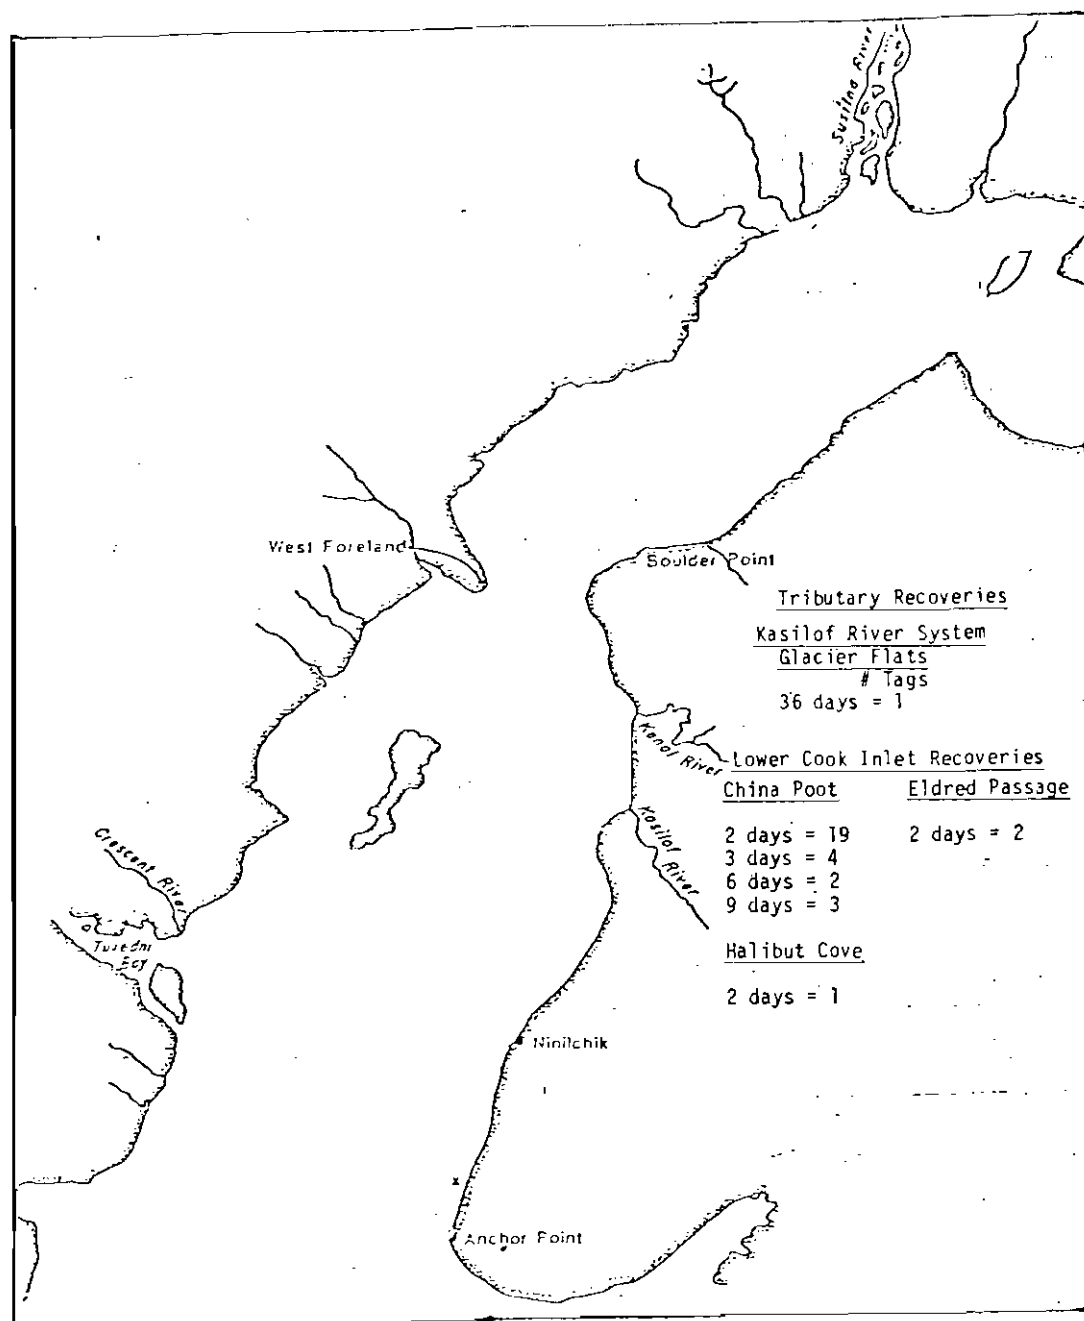 Susitna River
West Foreland
Boulder Point
Tributary Recoveries
Kasilof River System
Glacier Flats
# Tags
36 days = 1
Kenai River
Lower Cook Inlet Recoveries
China Poot Eldred Passage
2 days = 19 2 days = 2
3 days = 4
6 days = 2
9 days = 3
Kasilof River
Crescent River
Tuxedni
Bay
Halibut Cove
2 days = 1
Ninilchik
x
Anchor Point